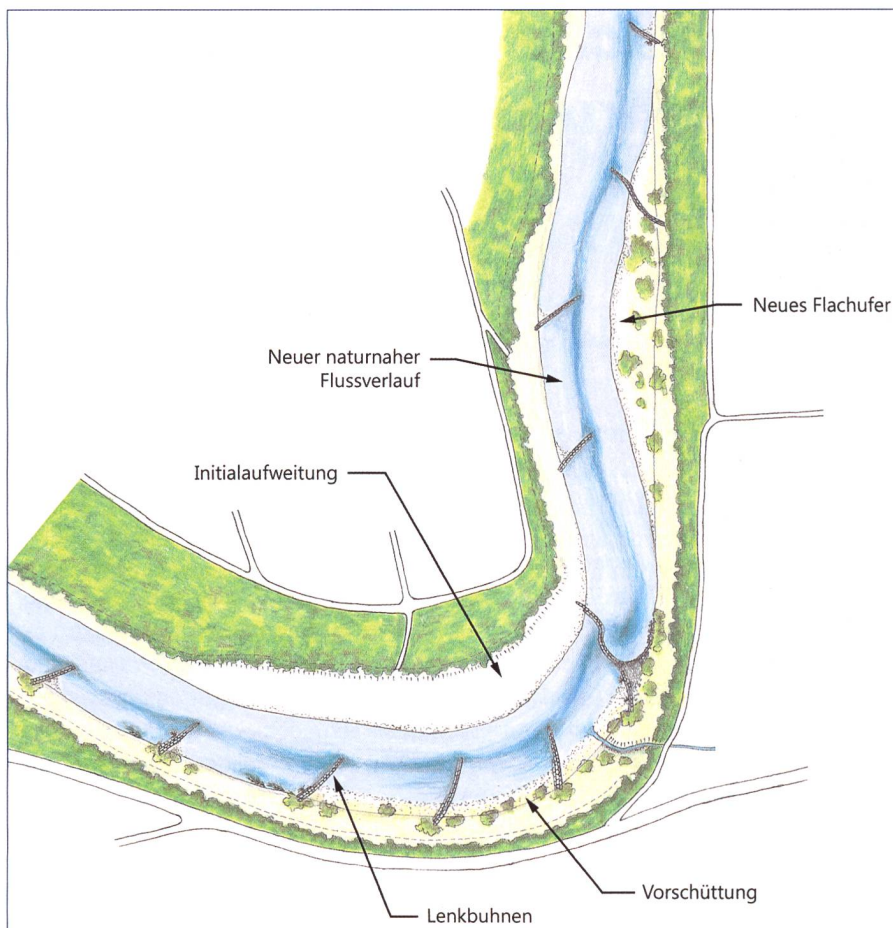 Neues Flachufer
Neuer naturnaher
Flussverlauf
Initialaufweitung
Vorschüttung
Lenkbuhnen